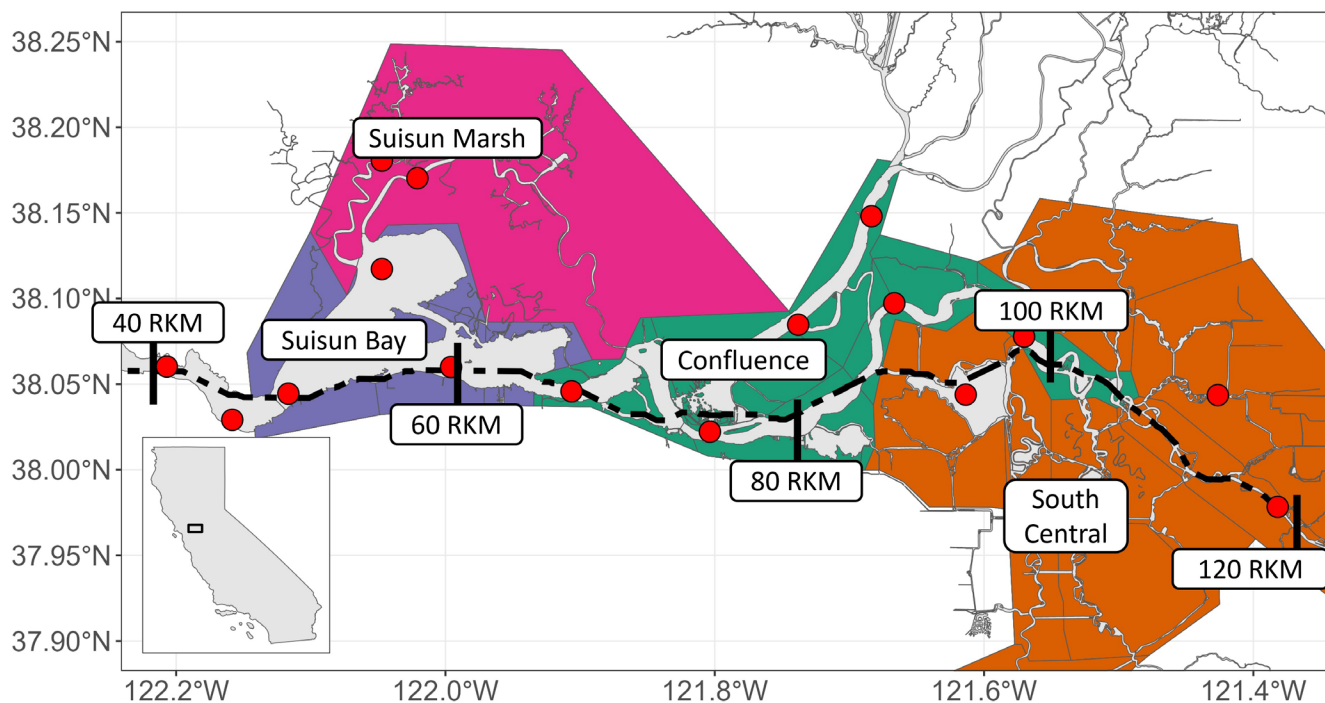 38.25°N
38.20°N
38.15°N
38.10°N
38.05°N
38.00°N
37.95°N
37.90°N
Suisun Marsh
40 RKM
Suisun Bay
60 RKM
Confluence
80 RKM
100 RKM
South
Central
120 RKM
122.2°W
122.0°W
121.8°W
121.6°W
121.4°W